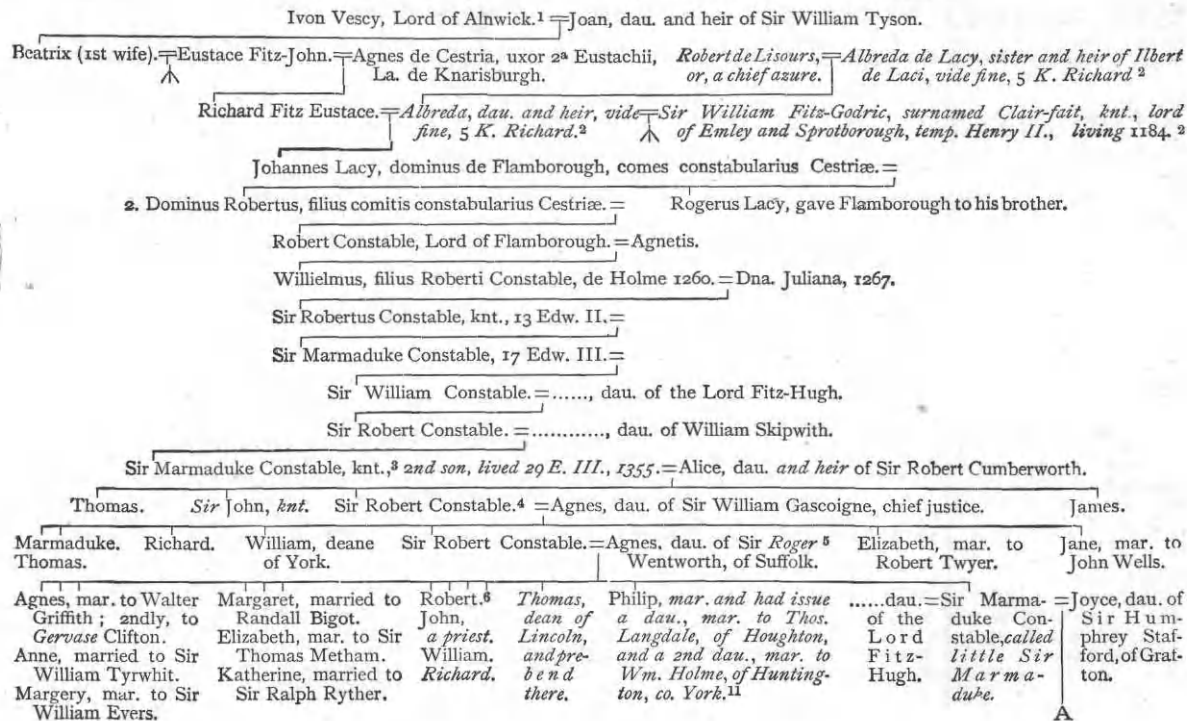 Ivon Vescy, Lord of Alnwick.¹ = Joan, dau. and heir of Sir William Tyson.
Beatrix (1st wife). = Eustace Fitz-John. = Agnes de Cestria, uxor 2ª Eustachii, La. de Knarisburgh.
Robert de Lisours, or, a chief azure. = Albreda de Lacy, sister and heir of Ilbert de Laci, vide fine, 5 K. Richard ²
Richard Fitz Eustace. = Albreda, dau. and heir, vide fine, 5 K. Richard.² = Sir William Fitz-Godric, surnamed Clair-fait, knt., lord of Emley and Sprotborough, temp. Henry II., living 1184. ²
Johannes Lacy, dominus de Flamborough, comes constabularius Cestriæ. =
2. Dominus Robertus, filius comitis constabularius Cestriæ. = Rogerus Lacy, gave Flamborough to his brother.
Robert Constable, Lord of Flamborough. = Agnetis.
Willielmus, filius Roberti Constable, de Holme 1260. = Dna. Juliana, 1267.
Sir Robertus Constable, knt., 13 Edw. II. =
Sir Marmaduke Constable, 17 Edw. III. =
Sir William Constable. = ......, dau. of the Lord Fitz-Hugh.
Sir Robert Constable. = ............, dau. of William Skipwith.
Sir Marmaduke Constable, knt.,³ 2nd son, lived 29 E. III., 1355. = Alice, dau. and heir of Sir Robert Cumberworth.
Thomas. Sir John, knt. Sir Robert Constable.⁴ = Agnes, dau. of Sir William Gascoigne, chief justice. James.
Marmaduke. Richard. William, deane Sir Robert Constable. = Agnes, dau. of Sir Roger ⁵ Elizabeth, mar. to Jane, mar. to
Thomas. of York. Wentworth, of Suffolk. Robert Twyer. John Wells.
Agnes, mar. to Walter
Griffith ; 2ndly, to
Gervase Clifton.
Anne, married to Sir
William Tyrwhit.
Margery, mar. to Sir
William Evers.
Margaret, married to
Randall Bigot.
Elizabeth, mar. to Sir
Thomas Metham.
Katherine, married to
Sir Ralph Ryther.
Robert.⁶
John,
a priest.
William.
Richard.
Thomas,
dean of
Lincoln,
and pre-
bend
there.
Philip, mar. and had issue
a dau., mar. to Thos.
Langdale, of Houghton,
and a 2nd dau., mar. to
Wm. Holme, of Hunting-
ton, co. York.¹¹
......dau. =
of the
Lord
Fitz-
Hugh.
Sir Marma- =
duke Con-
stable, called
little Sir
Marma-
duke.
Joyce, dau. of
Sir Hum-
phrey Staf-
ford, of Graf-
ton.
A